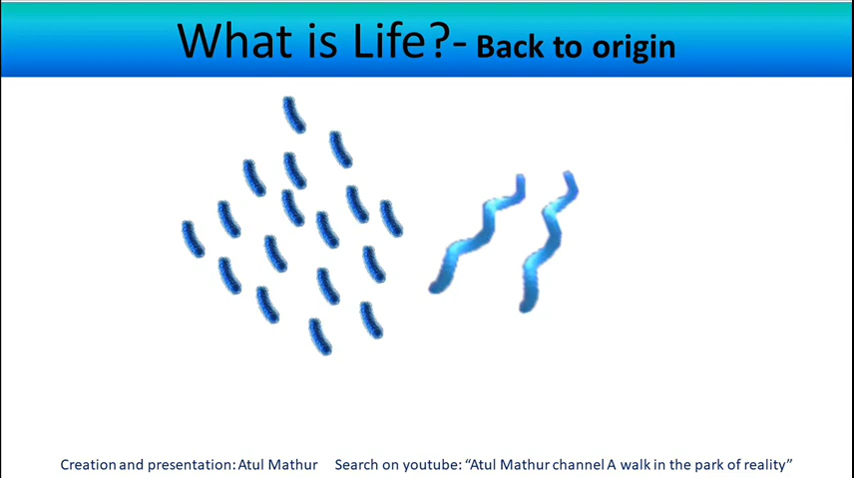 What is Life?- Back to origin
Creation and presentation: Atul Mathur Search on youtube: “Atul Mathur channel A walk in the park of reality”